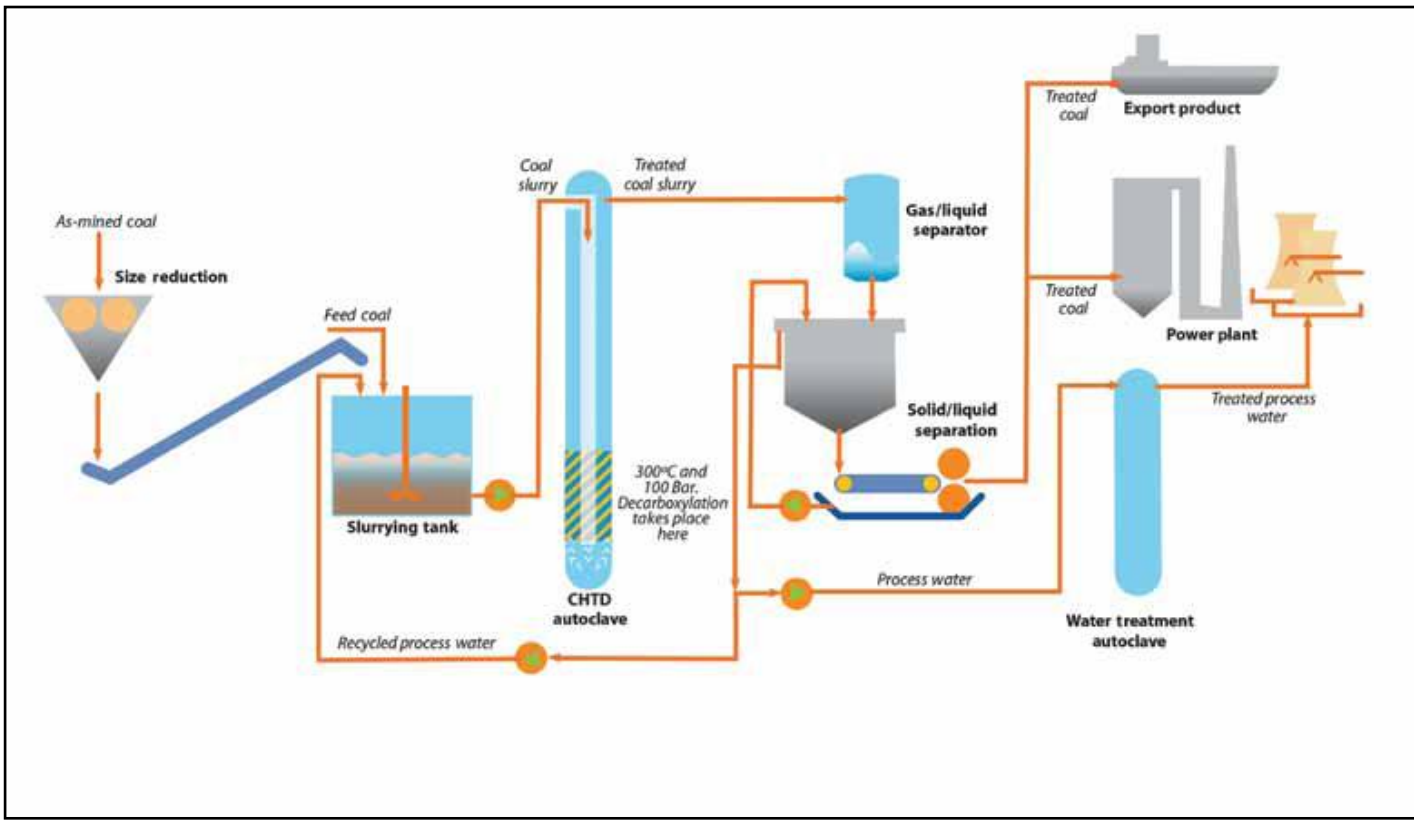 As-mined coal
Size reduction
Feed coal
Slurrying tank
Coal
slurry
Treated
coal slurry
300ºC and
100 Bar.
Decarboxylation
takes place
here
CHTD
autoclave
Recycled process water
Gas/liquid
separator
Solid/liquid
separation
Process water
Treated
coal
Export product
Treated
coal
Power plant
Treated process
water
Water treatment
autoclave